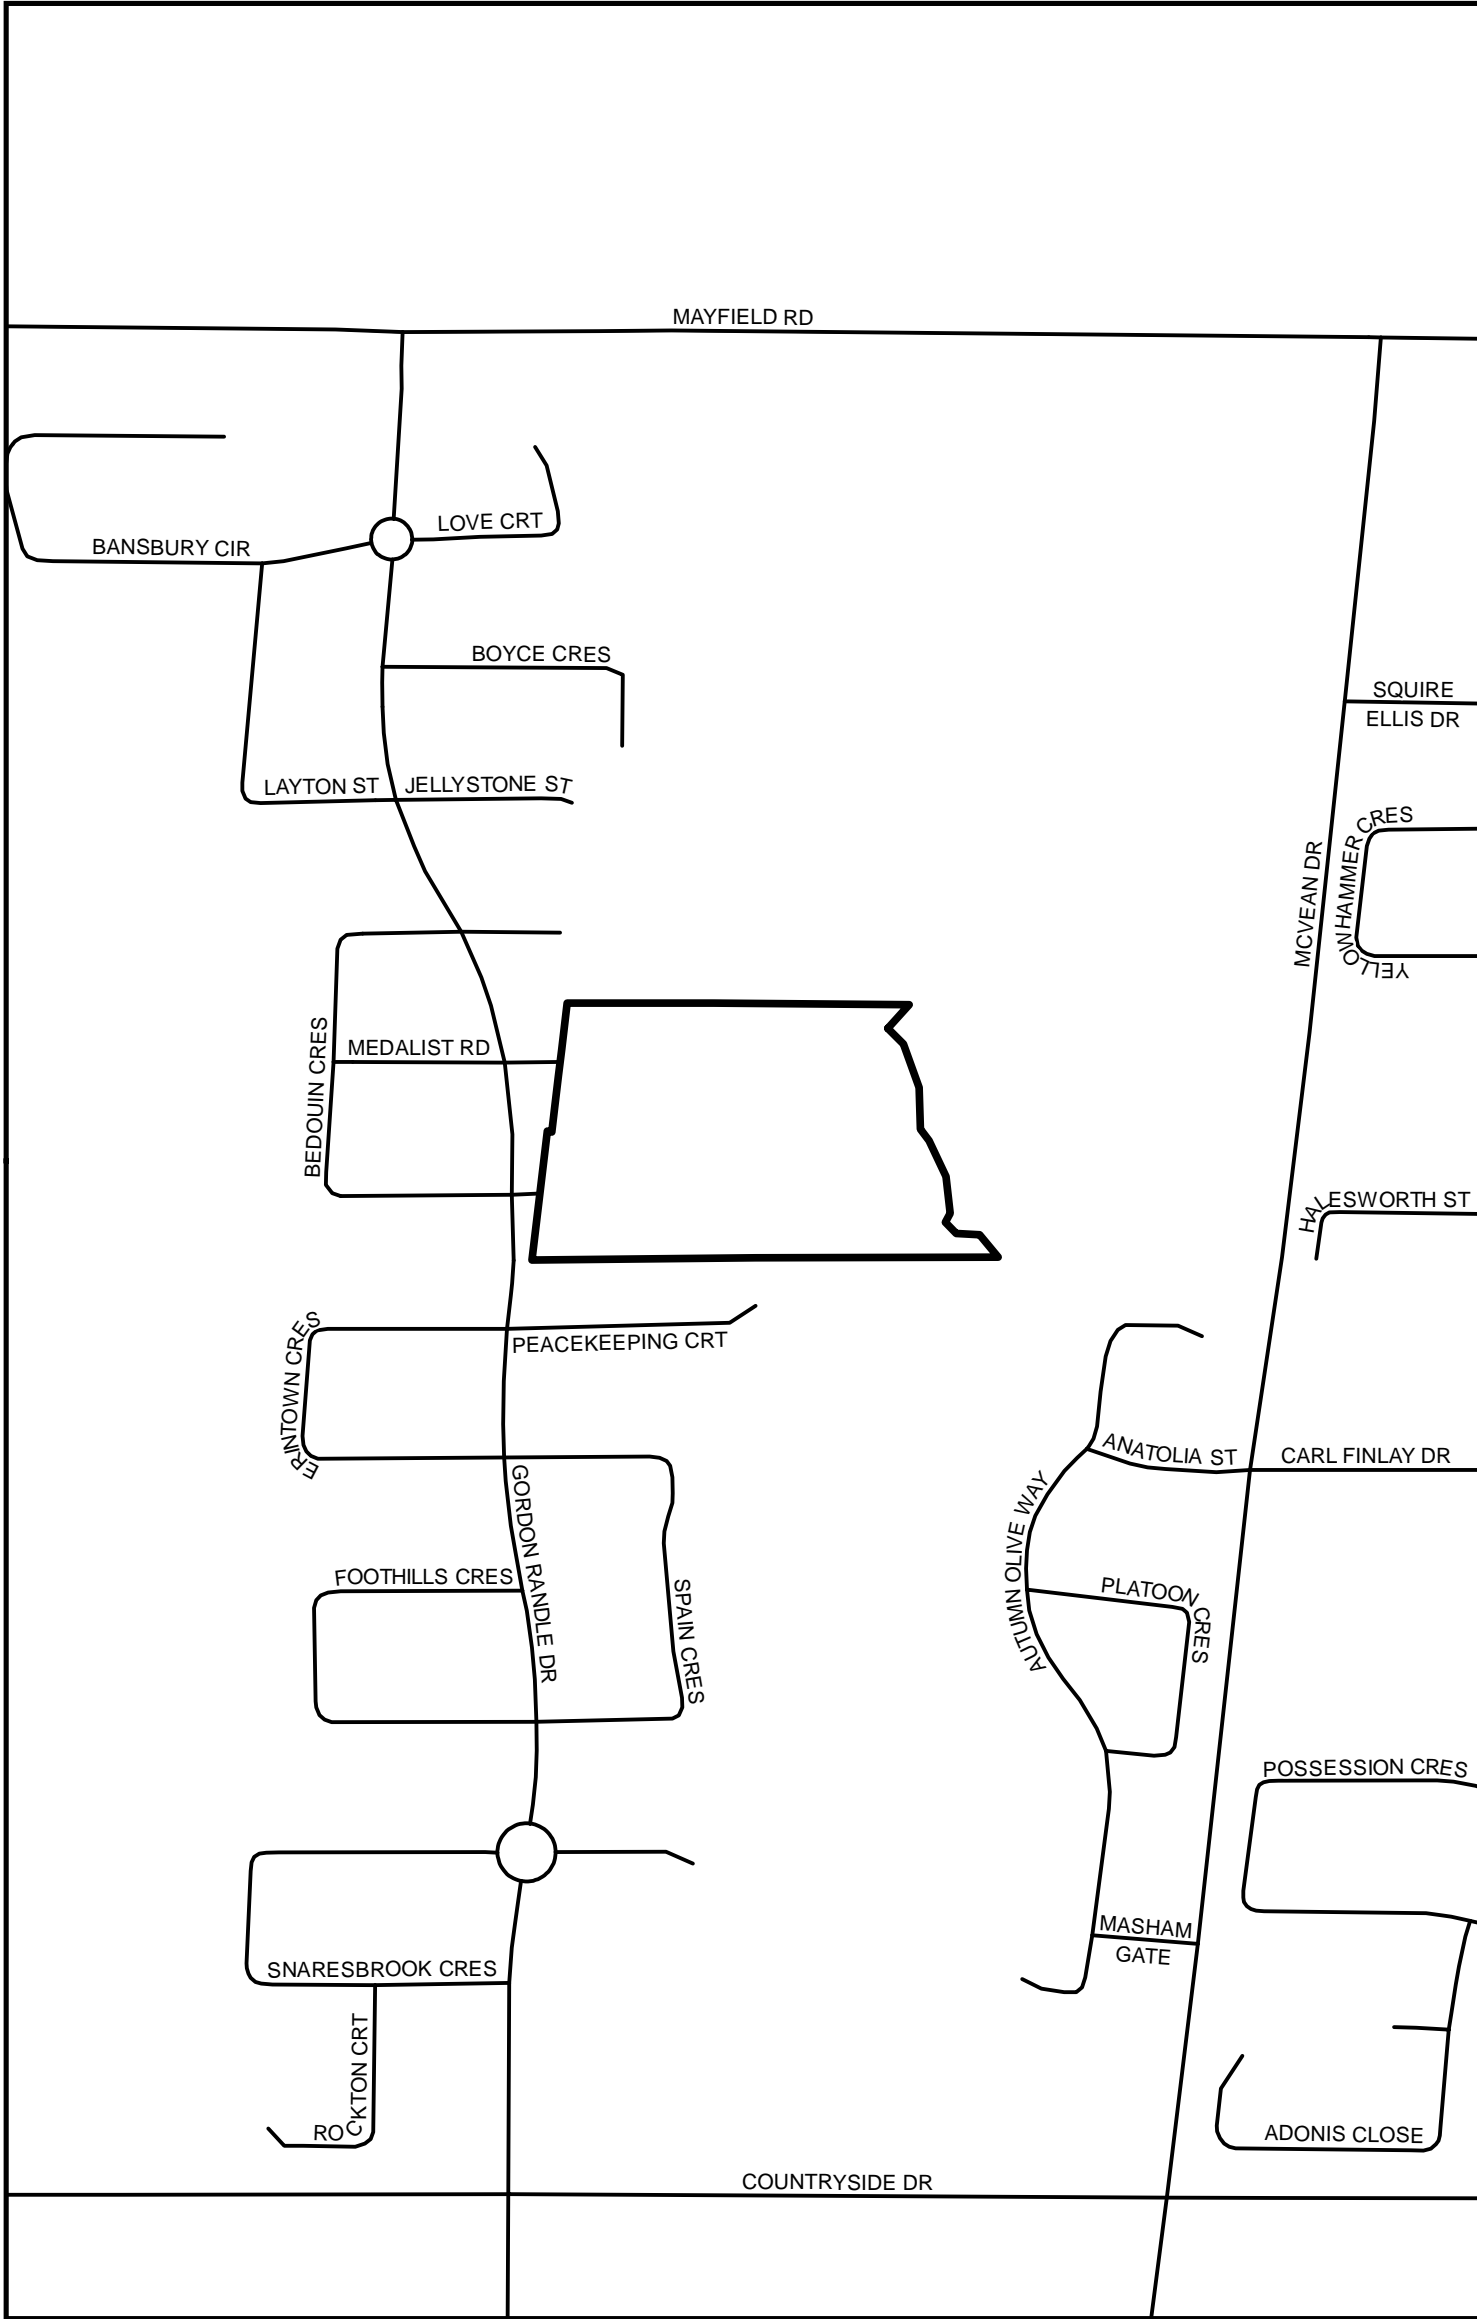 MAYFIELD RD
LOVE CRT
BANSBURY CIR
BOYCE CRES
SQUIRE
ELLIS DR
LAYTON ST
JELLYSTONE ST
YELLOWHAMMER CRES
MCVEAN DR
MEDALIST RD
BEDOUIN CRES
HALESWORTH ST
ERINTOWN CRES
PEACEKEEPING CRT
ANATOLIA ST
CARL FINLAY DR
GORDON RANDLE DR
AUTUMN OLIVE WAY
FOOTHILLS CRES
SPAIN CRES
PLATOON CRES
POSSESSION CRES
MASHAM
GATE
SNARESBROOK CRES
ROCKTON CRT
ADONIS CLOSE
COUNTRYSIDE DR